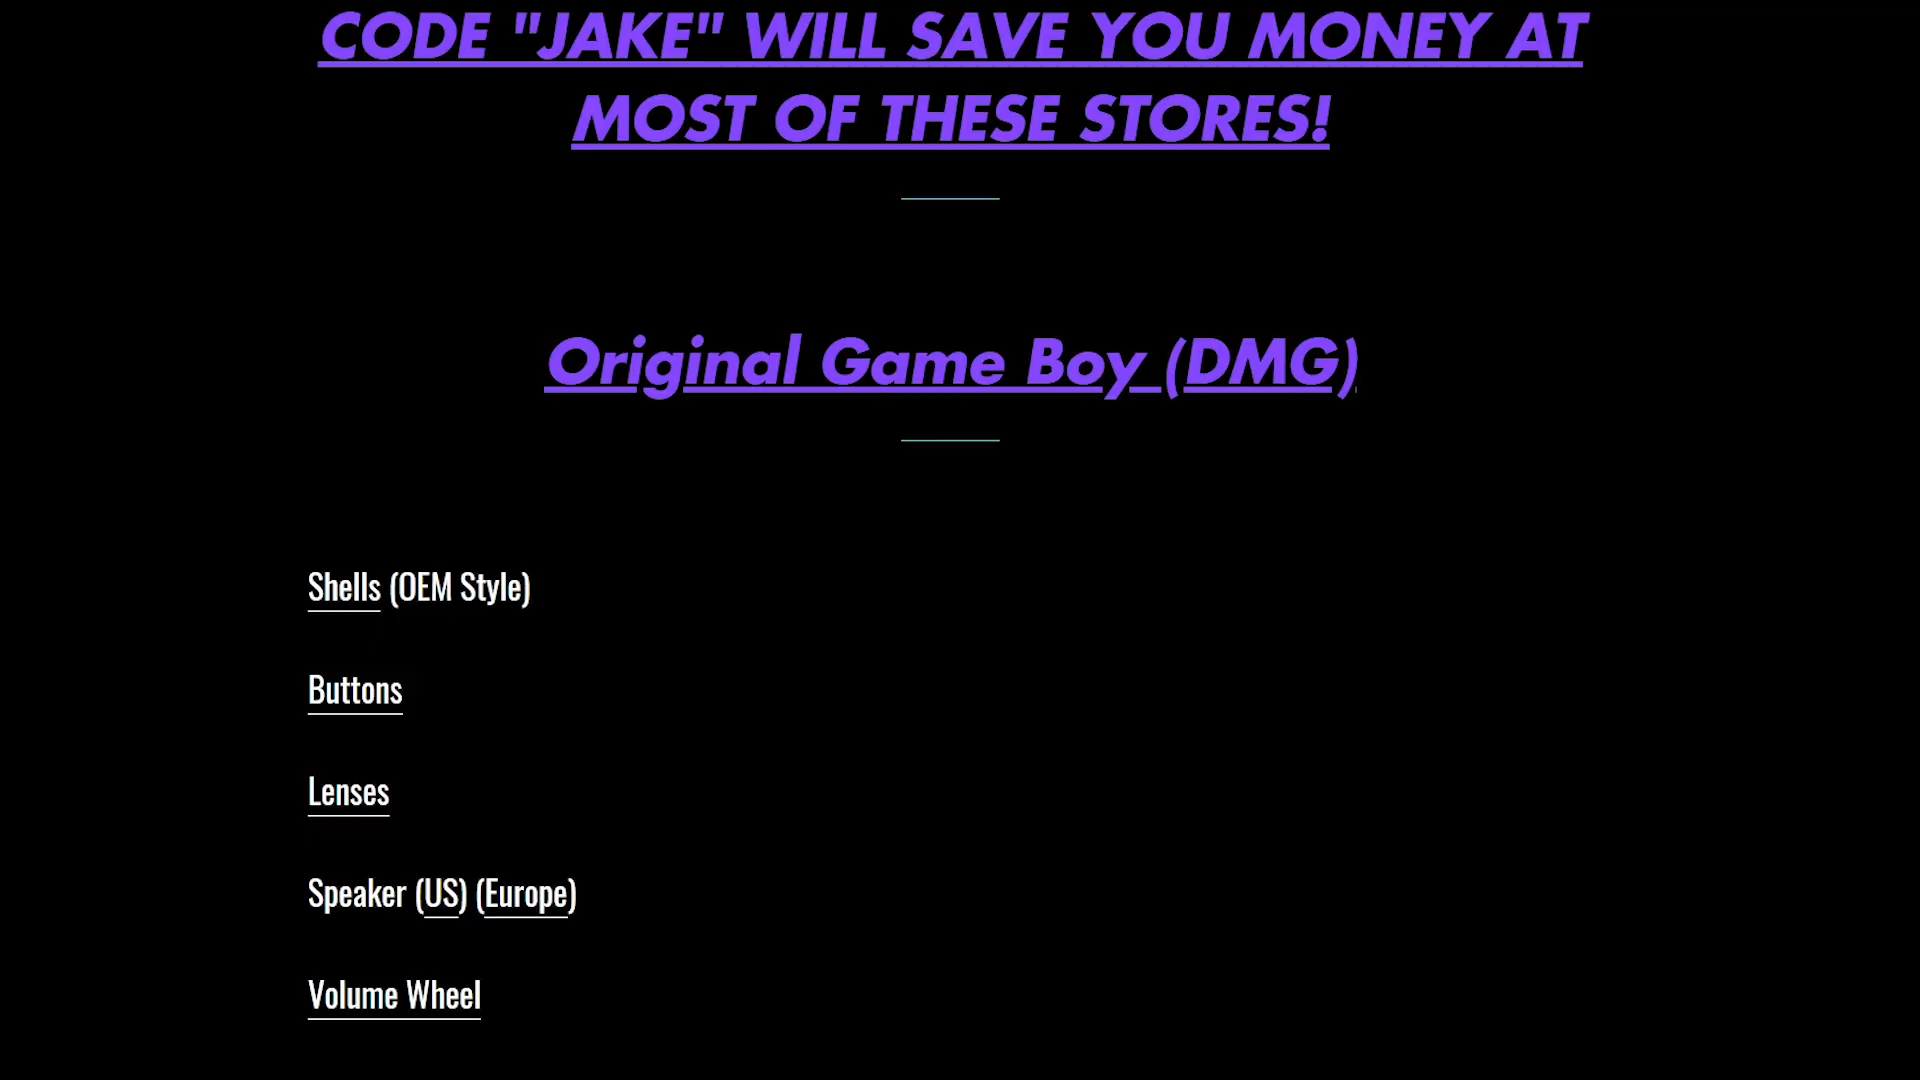 CODE "JAKE" WILL SAVE YOU MONEY AT
MOST OF THESE STORES!
Original Game Boy (DMG)
Shells (OEM Style)
Buttons
Lenses
Speaker (US) (Europe)
Volume Wheel